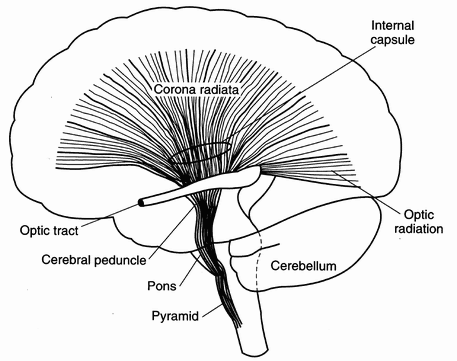 Internal
capsule
Corona radiata
Optic tract
Optic
radiation
Cerebral peduncle
Cerebellum
Pons
Pyramid